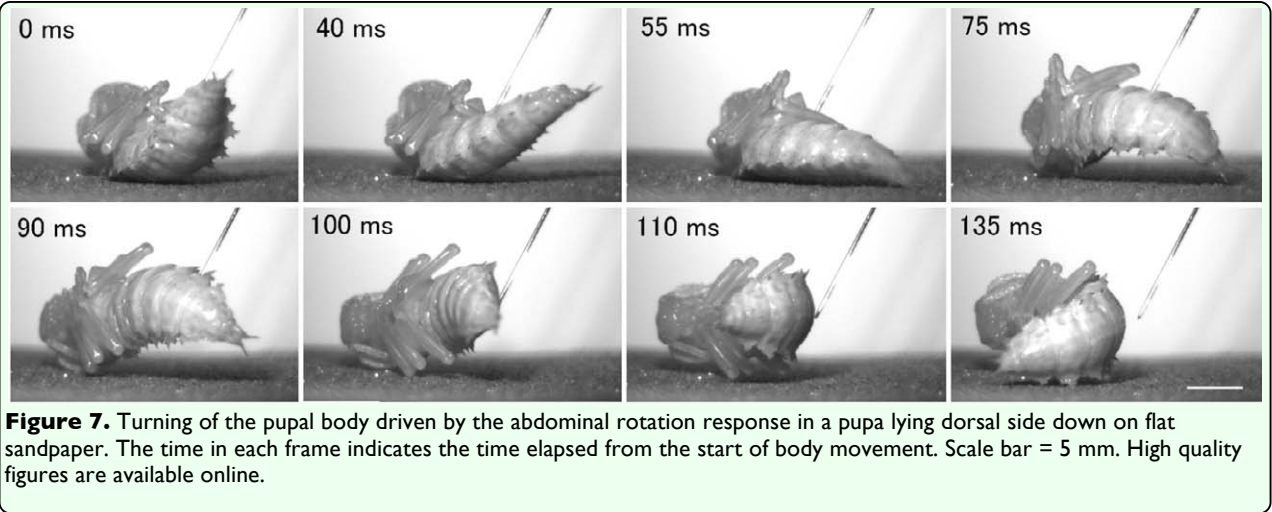 0 ms
40 ms
55 ms
75 ms
90 ms
100 ms
110 ms
135 ms
Figure 7. Turning of the pupal body driven by the abdominal rotation response in a pupa lying dorsal side down on flat
sandpaper. The time in each frame indicates the time elapsed from the start of body movement. Scale bar = 5 mm. High quality
figures are available online.